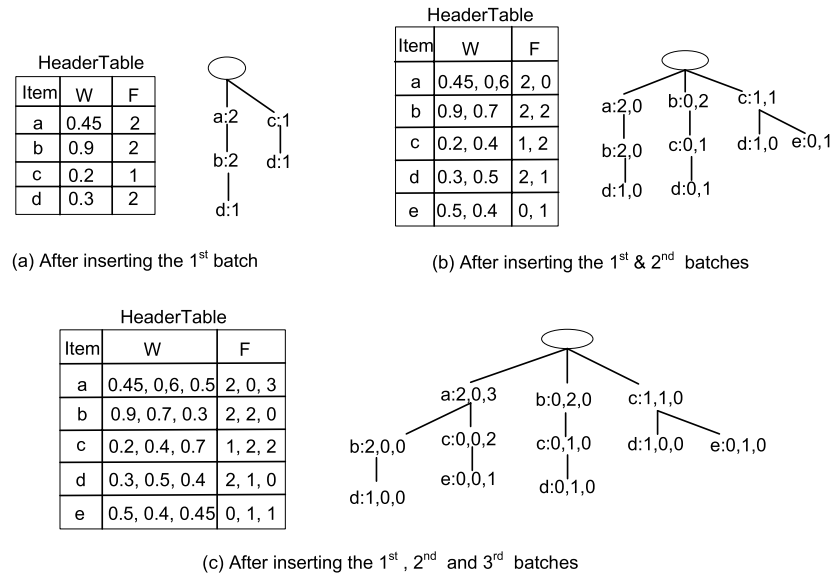 HeaderTable
Item W F
a 0.45 2
b 0.9 2
c 0.2 1
d 0.3 2
a:2 c:1
b:2 d:1
d:1
(a) After inserting the 1st batch
HeaderTable
Item W F
a 0.45, 0,6 2, 0
b 0.9, 0.7 2, 2
c 0.2, 0.4 1, 2
d 0.3, 0.5 2, 1
e 0.5, 0.4 0, 1
a:2,0 b:0,2 c:1,1
b:2,0 c:0,1 d:1,0 e:0,1
d:1,0 d:0,1
(b) After inserting the 1st & 2nd batches
HeaderTable
Item W F
a 0.45, 0,6, 0.5 2, 0, 3
b 0.9, 0.7, 0.3 2, 2, 0
c 0.2, 0.4, 0.7 1, 2, 2
d 0.3, 0.5, 0.4 2, 1, 0
e 0.5, 0.4, 0.45 0, 1, 1
a:2,0,3 b:0,2,0 c:1,1,0
b:2,0,0 c:0,0,2 c:0,1,0 d:1,0,0 e:0,1,0
d:1,0,0 e:0,0,1 d:0,1,0
(c) After inserting the 1st , 2nd and 3rd batches